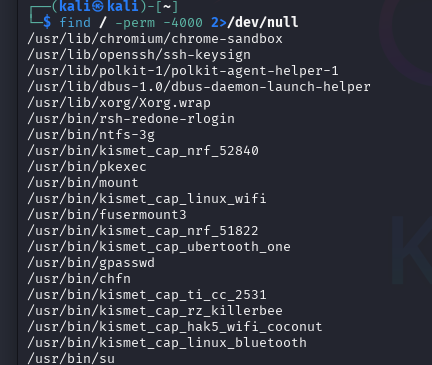 ┌──(kali㉿kali)-[~]
└─$ find / -perm -4000 2>/dev/null
/usr/lib/chromium/chrome-sandbox
/usr/lib/openssh/ssh-keysign
/usr/lib/polkit-1/polkit-agent-helper-1
/usr/lib/dbus-1.0/dbus-daemon-launch-helper
/usr/lib/xorg/Xorg.wrap
/usr/bin/rsh-redone-rlogin
/usr/bin/ntfs-3g
/usr/bin/kismet_cap_nrf_52840
/usr/bin/pkexec
/usr/bin/mount
/usr/bin/kismet_cap_linux_wifi
/usr/bin/fusermount3
/usr/bin/kismet_cap_nrf_51822
/usr/bin/kismet_cap_ubertooth_one
/usr/bin/gpasswd
/usr/bin/chfn
/usr/bin/kismet_cap_ti_cc_2531
/usr/bin/kismet_cap_rz_killerbee
/usr/bin/kismet_cap_hak5_wifi_coconut
/usr/bin/kismet_cap_linux_bluetooth
/usr/bin/su